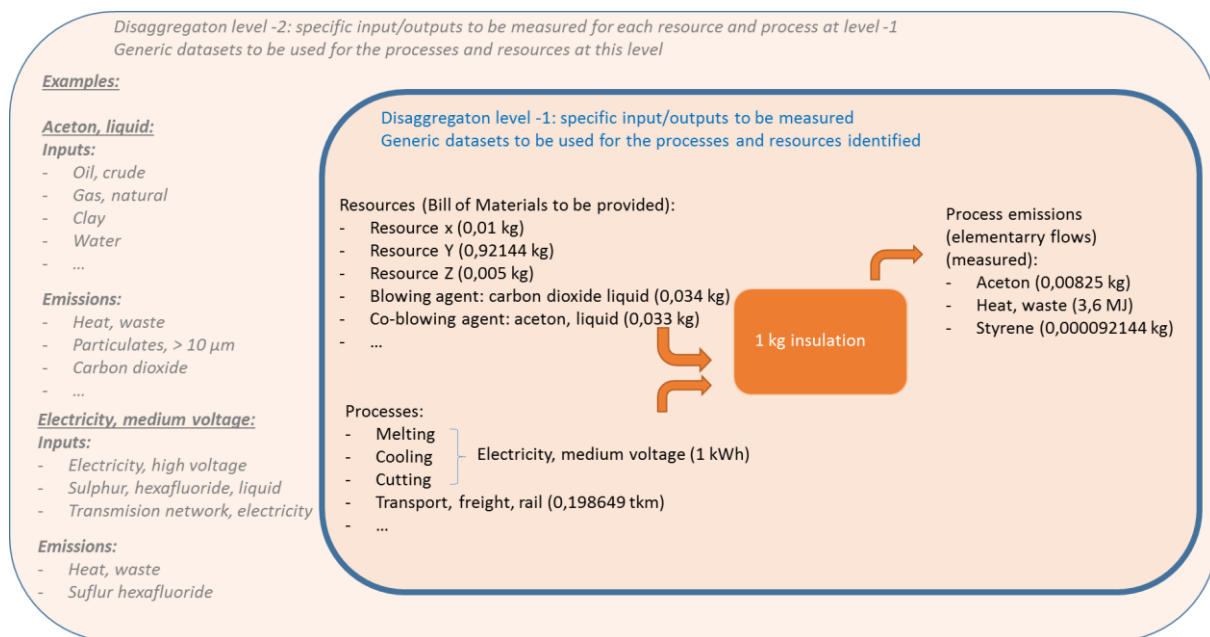 Disaggregaton level -2: specific input/outputs to be measured for each resource and process at level -1
Generic datasets to be used for the processes and resources at this level
Examples:
Aceton, liquid:
Inputs:
- Oil, crude
- Gas, natural
- Clay
- Water
- ...
Emissions:
- Heat, waste
- Particulates, > 10 µm
- Carbon dioxide
- ...
Electricity, medium voltage:
Inputs:
- Electricity, high voltage
- Sulphur, hexafluoride, liquid
- Transmision network, electricity
Emissions:
- Heat, waste
- Suflur hexafluoride
Disaggregaton level -1: specific input/outputs to be measured
Generic datasets to be used for the processes and resources identified
Resources (Bill of Materials to be provided):
- Resource x (0,01 kg)
- Resource Y (0,92144 kg)
- Resource Z (0,005 kg)
- Blowing agent: carbon dioxide liquid (0,034 kg)
- Co-blowing agent: aceton, liquid (0,033 kg)
- ...
Processes:
- Melting
- Cooling
- Cutting
Electricity, medium voltage (1 kWh)
- Transport, freight, rail (0,198649 tkm)
- ...
1 kg insulation
Process emissions
(elementarry flows)
(measured):
- Aceton (0,00825 kg)
- Heat, waste (3,6 MJ)
- Styrene (0,000092144 kg)